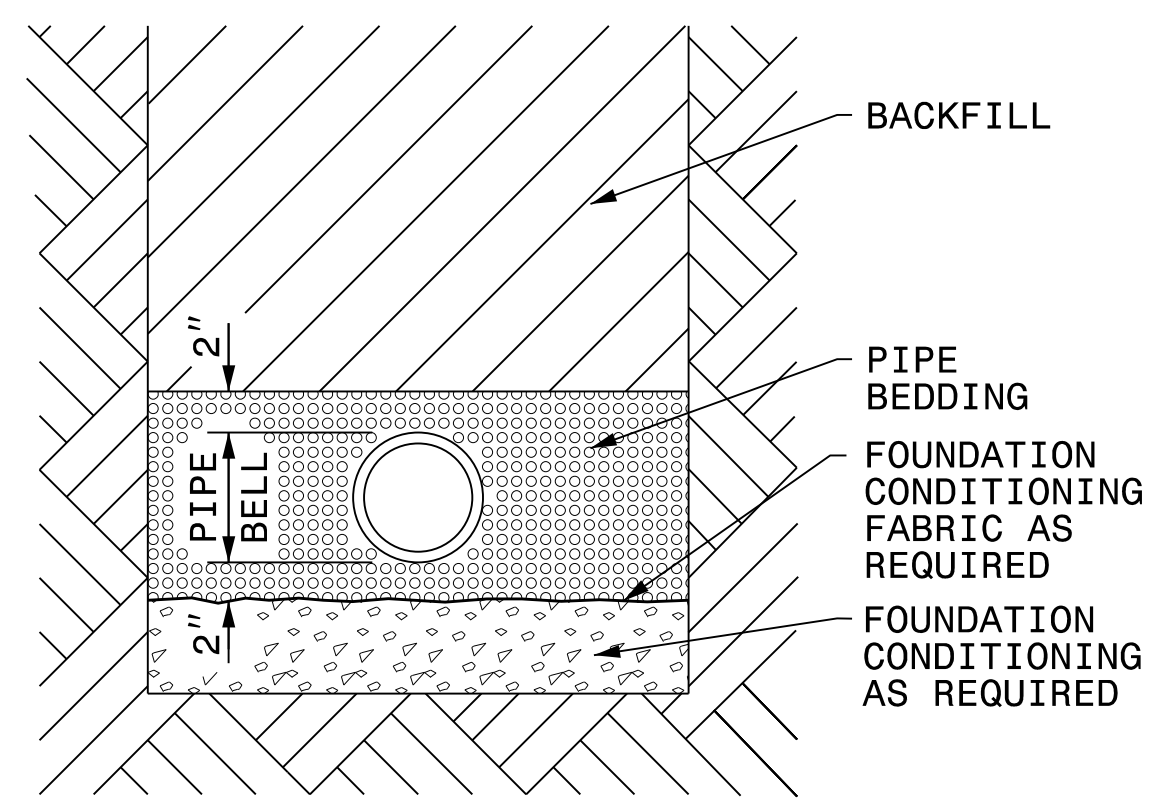 BACKFILL
2"
PIPE
BEDDING
PIPE
BELL
FOUNDATION
CONDITIONING
FABRIC AS
REQUIRED
2"
FOUNDATION
CONDITIONING
AS REQUIRED